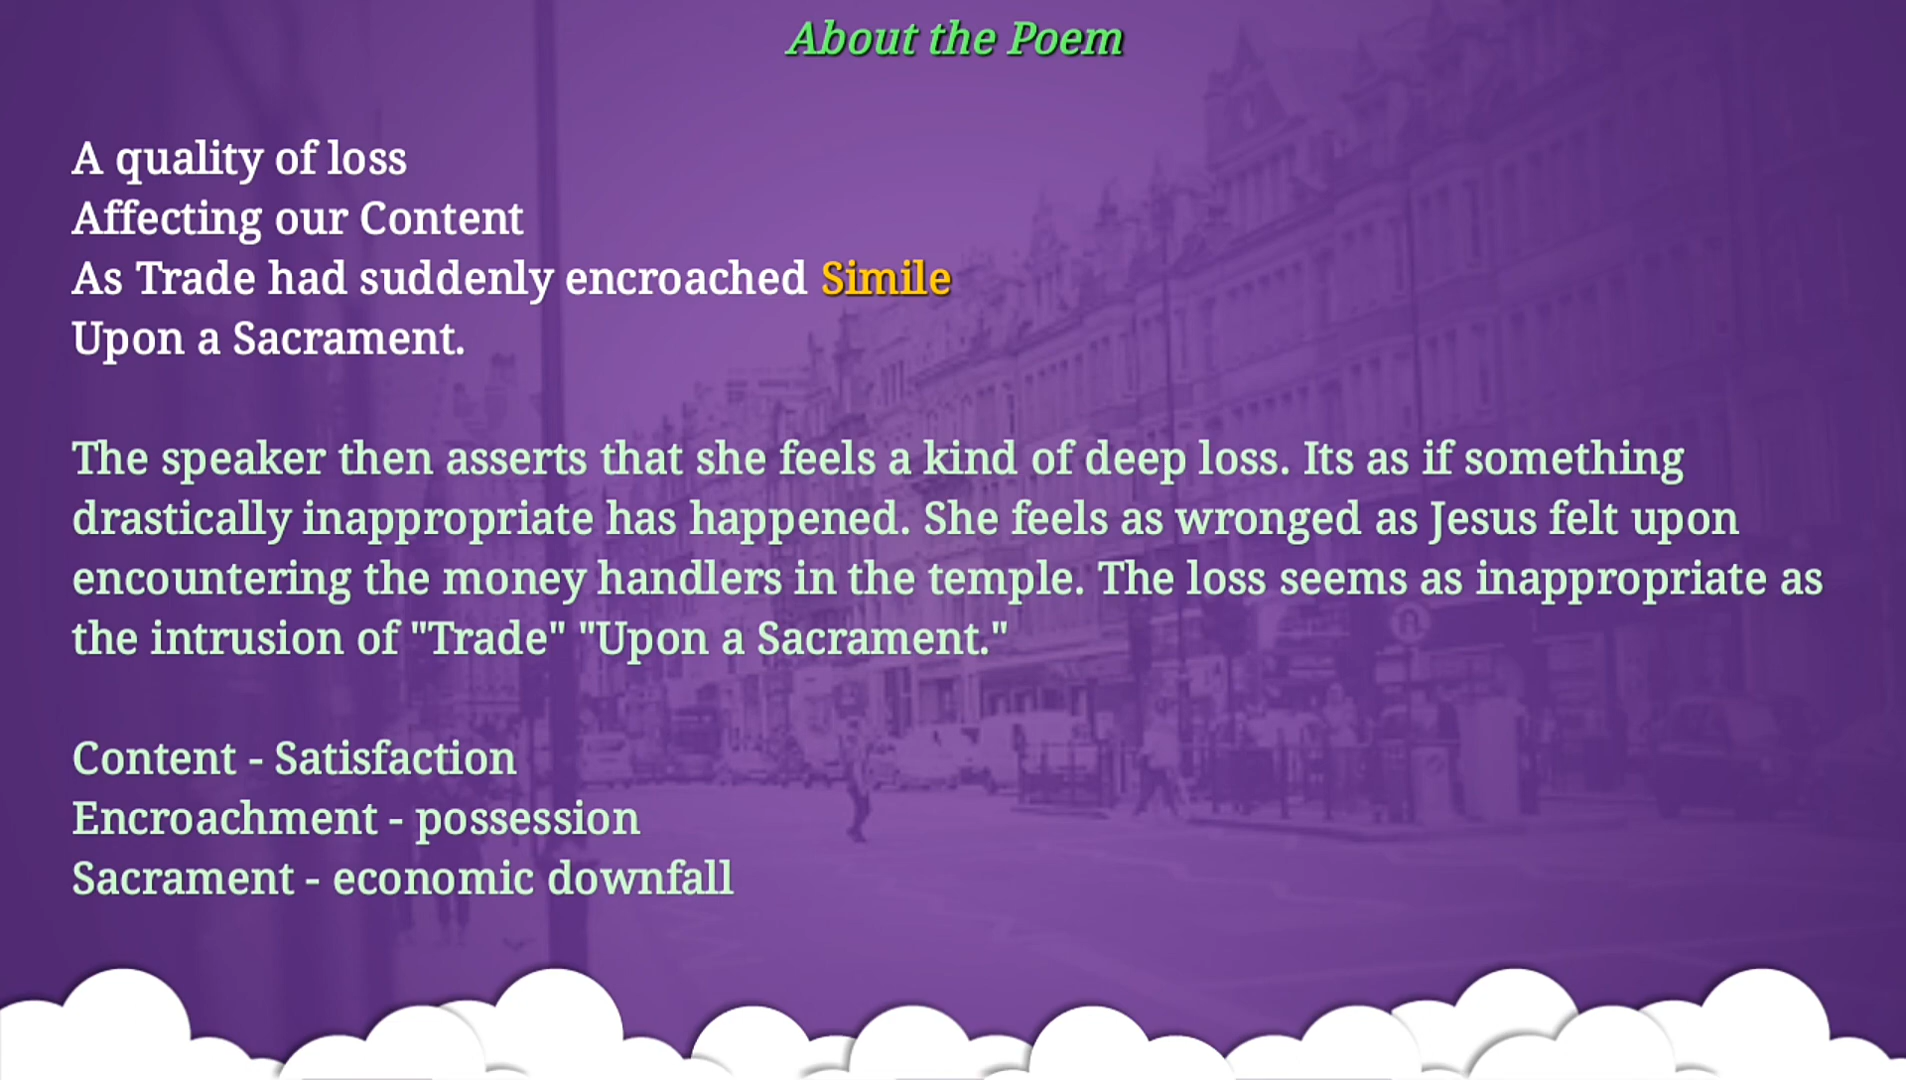 About the Poem
A quality of loss
Affecting our Content
As Trade had suddenly encroached Simile
Upon a Sacrament.
The speaker then asserts that she feels a kind of deep loss. Its as if something
drastically inappropriate has happened. She feels as wronged as Jesus felt upon
encountering the money handlers in the temple. The loss seems as inappropriate as
the intrusion of "Trade" "Upon a Sacrament."
Content - Satisfaction
Encroachment - possession
Sacrament - economic downfall